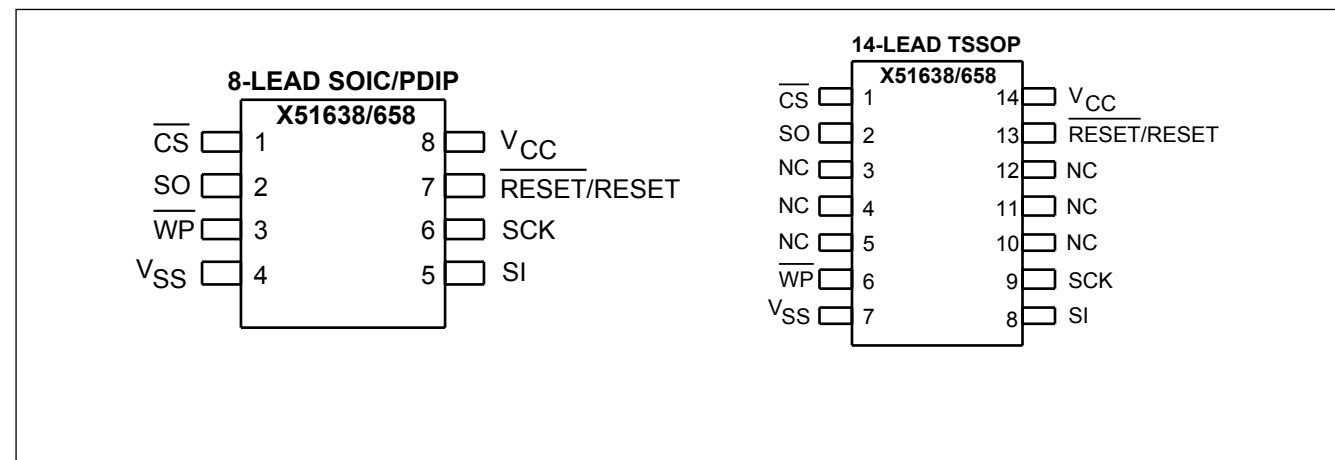 8-LEAD SOIC/PDIP
X51638/658
CS 1 8 VCC
SO 2 7 RESET/RESET
WP 3 6 SCK
VSS 4 5 SI
14-LEAD TSSOP
X51638/658
CS 1 14 VCC
SO 2 13 RESET/RESET
NC 3 12 NC
NC 4 11 NC
NC 5 10 NC
WP 6 9 SCK
VSS 7 8 SI